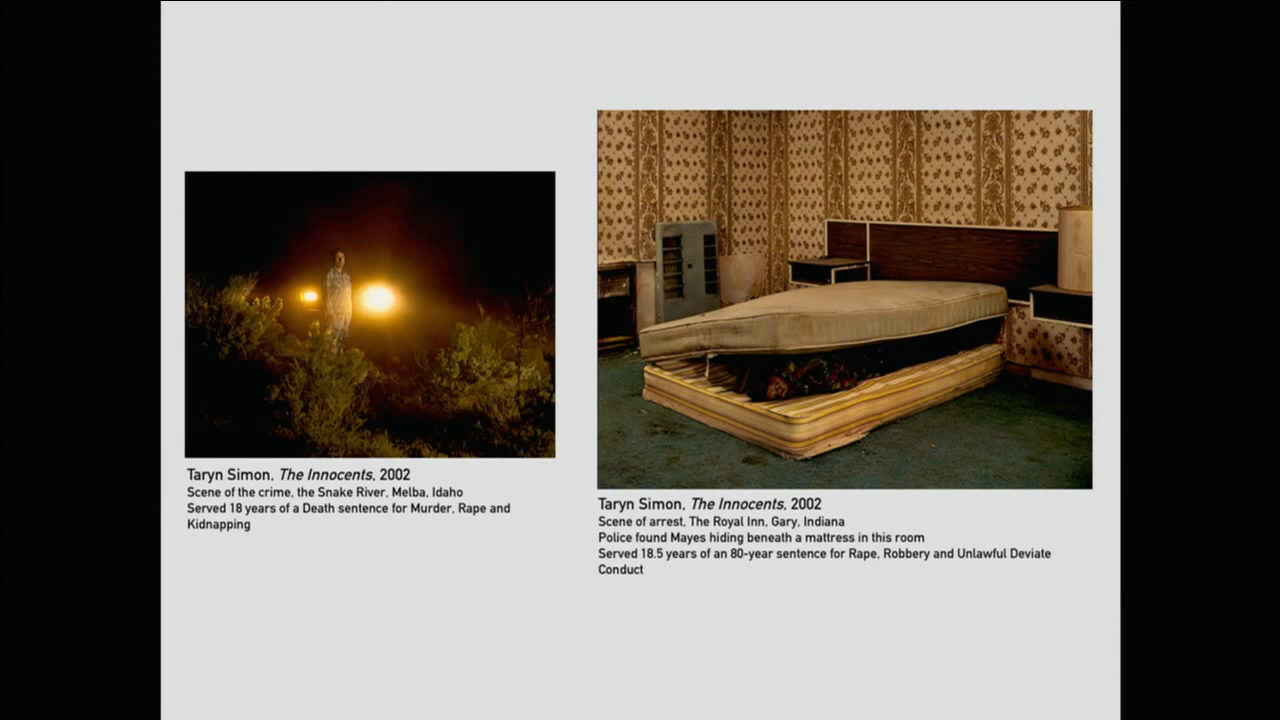 Taryn Simon, The Innocents, 2002
Scene of the crime, the Snake River, Melba, Idaho
Served 18 years of a Death sentence for Murder, Rape and
Kidnapping
Taryn Simon, The Innocents, 2002
Scene of arrest, The Royal Inn, Gary, Indiana
Police found Mayes hiding beneath a mattress in this room
Served 18.5 years of an 80-year sentence for Rape, Robbery and Unlawful Deviate
Conduct